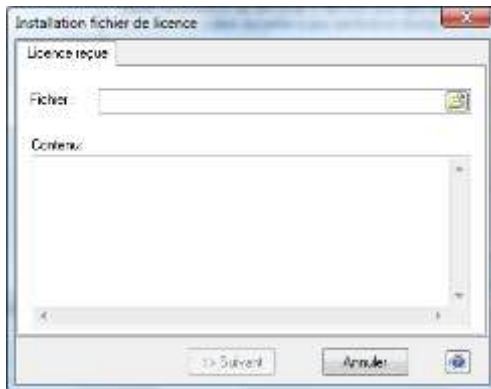 Installation fichier de licence
Licence reçue
Fichier:
Contenu:
>> Suivant
Annuler